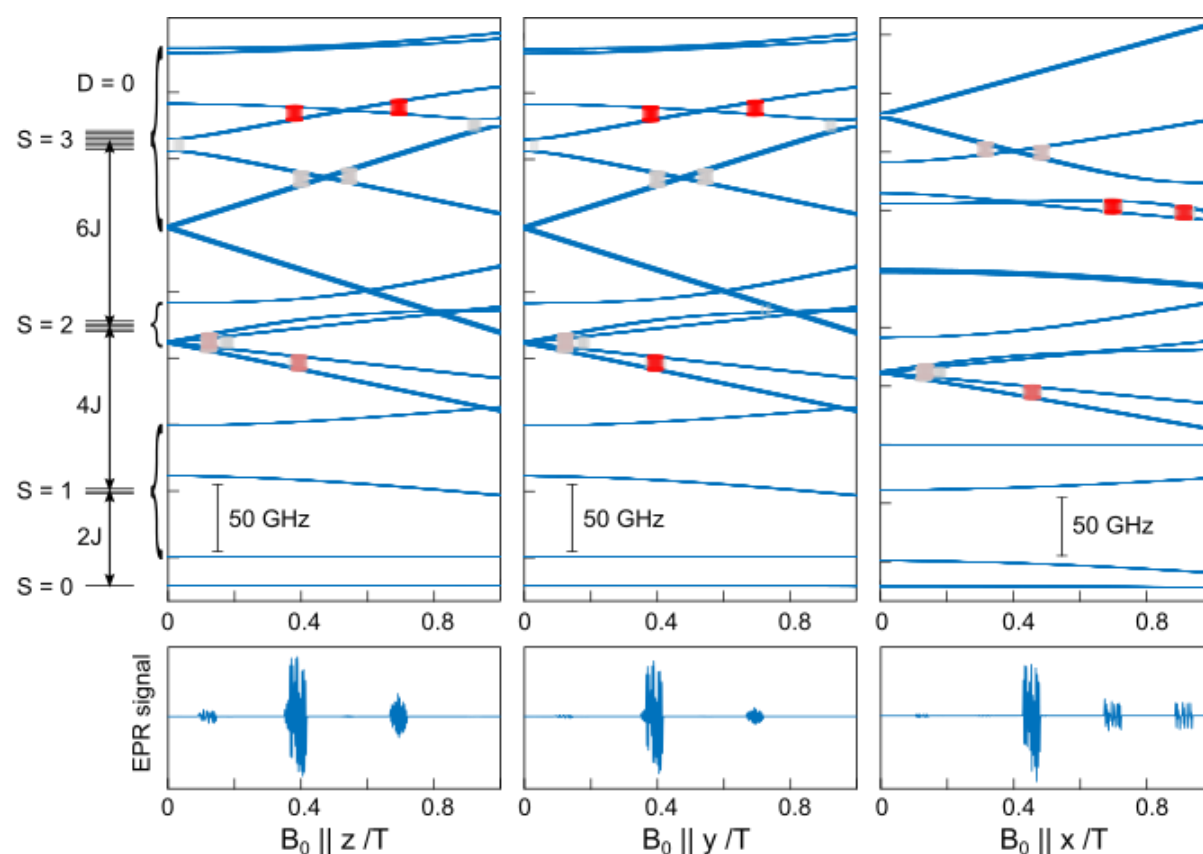 D = 0
S = 3
6J
S = 2
4J
S = 1
2J
S = 0
50 GHz
50 GHz
50 GHz
0 0.4 0.8
0 0.4 0.8
0 0.4 0.8
EPR signal
0 0.4 0.8
0 0.4 0.8
0 0.4 0.8
B₀ || z /T
B₀ || y /T
B₀ || x /T